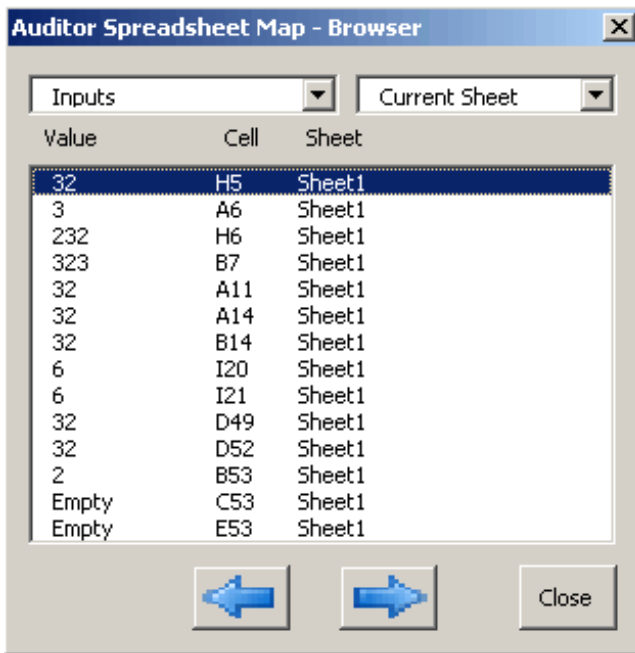 Auditor Spreadsheet Map - Browser
Inputs Current Sheet
Value Cell Sheet
32 H5 Sheet1
3 A6 Sheet1
232 H6 Sheet1
323 B7 Sheet1
32 A11 Sheet1
32 A14 Sheet1
32 B14 Sheet1
6 I20 Sheet1
6 I21 Sheet1
32 D49 Sheet1
32 D52 Sheet1
2 B53 Sheet1
Empty C53 Sheet1
Empty E53 Sheet1
Close